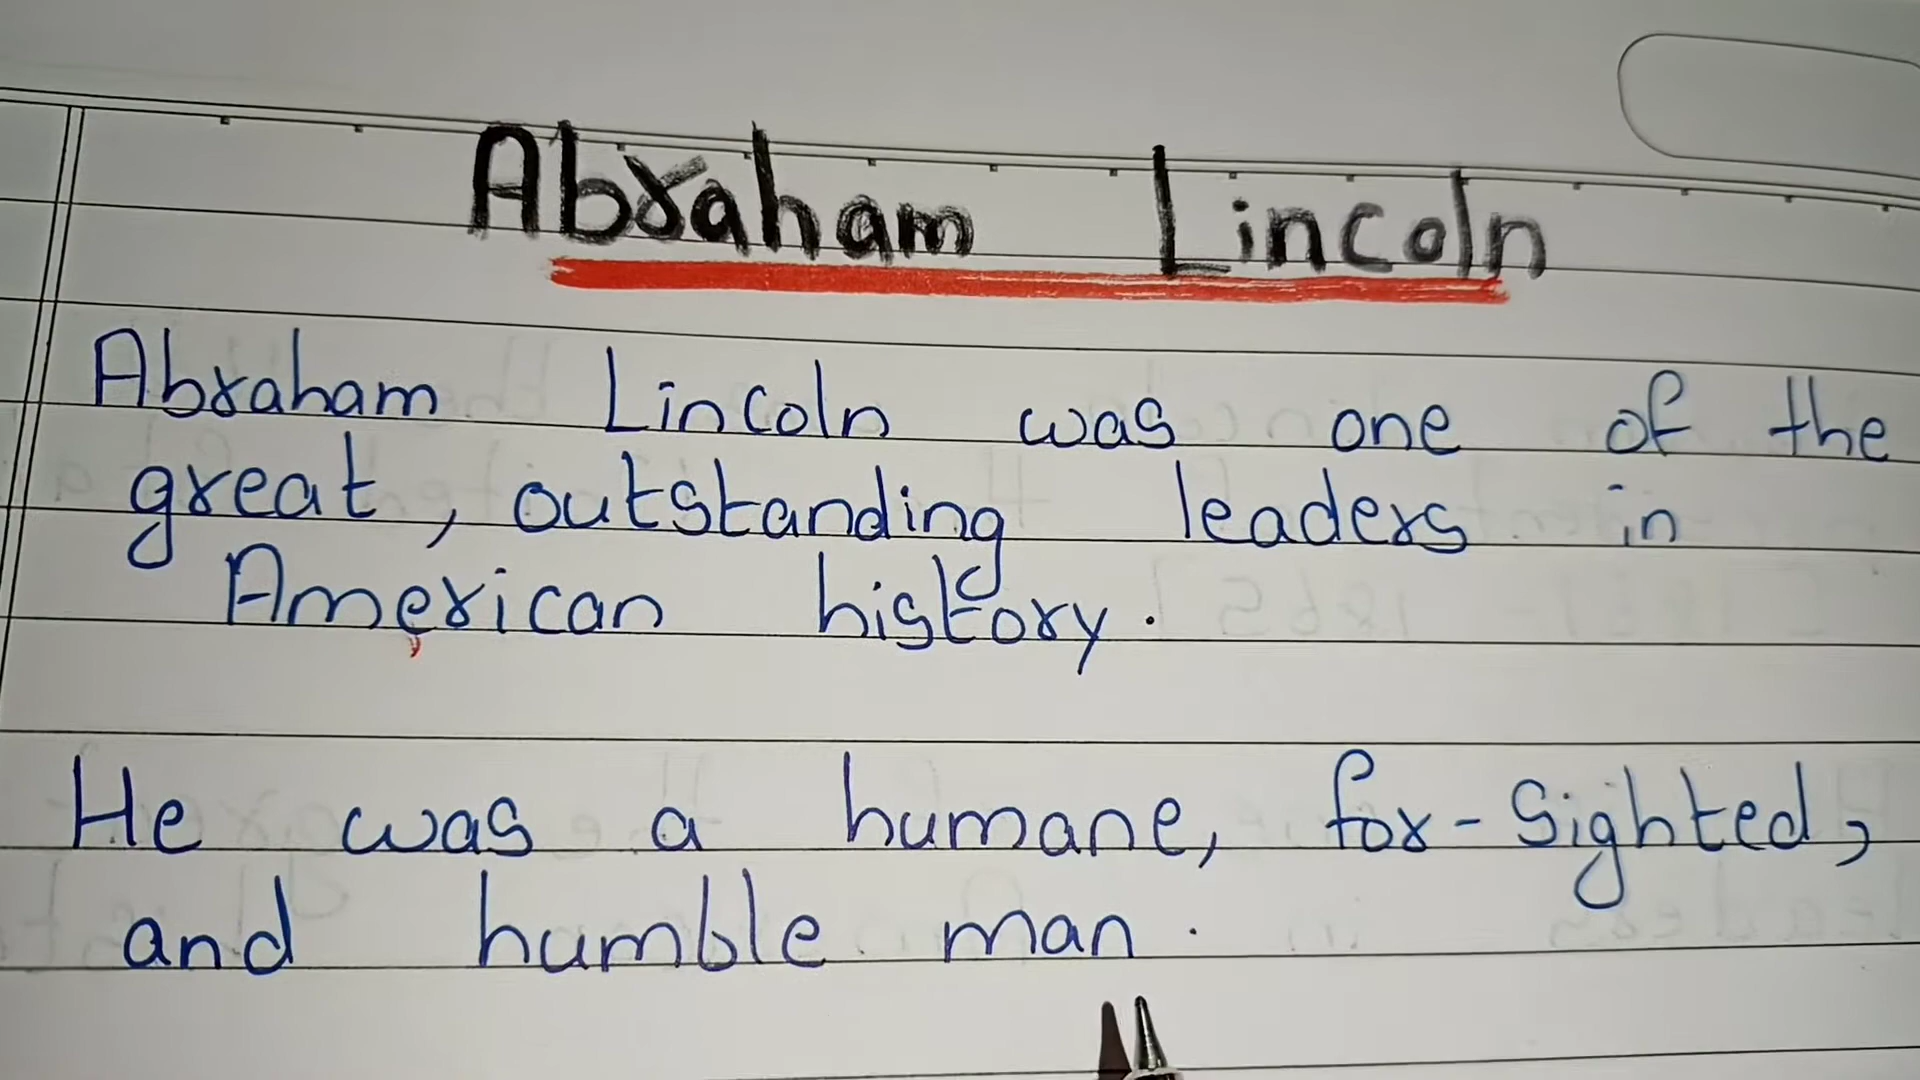 Abraham Lincoln
Abraham Lincoln was one of the
great, outstanding leaders in
American history.
He was a humane, for-Sighted,
and humble man.